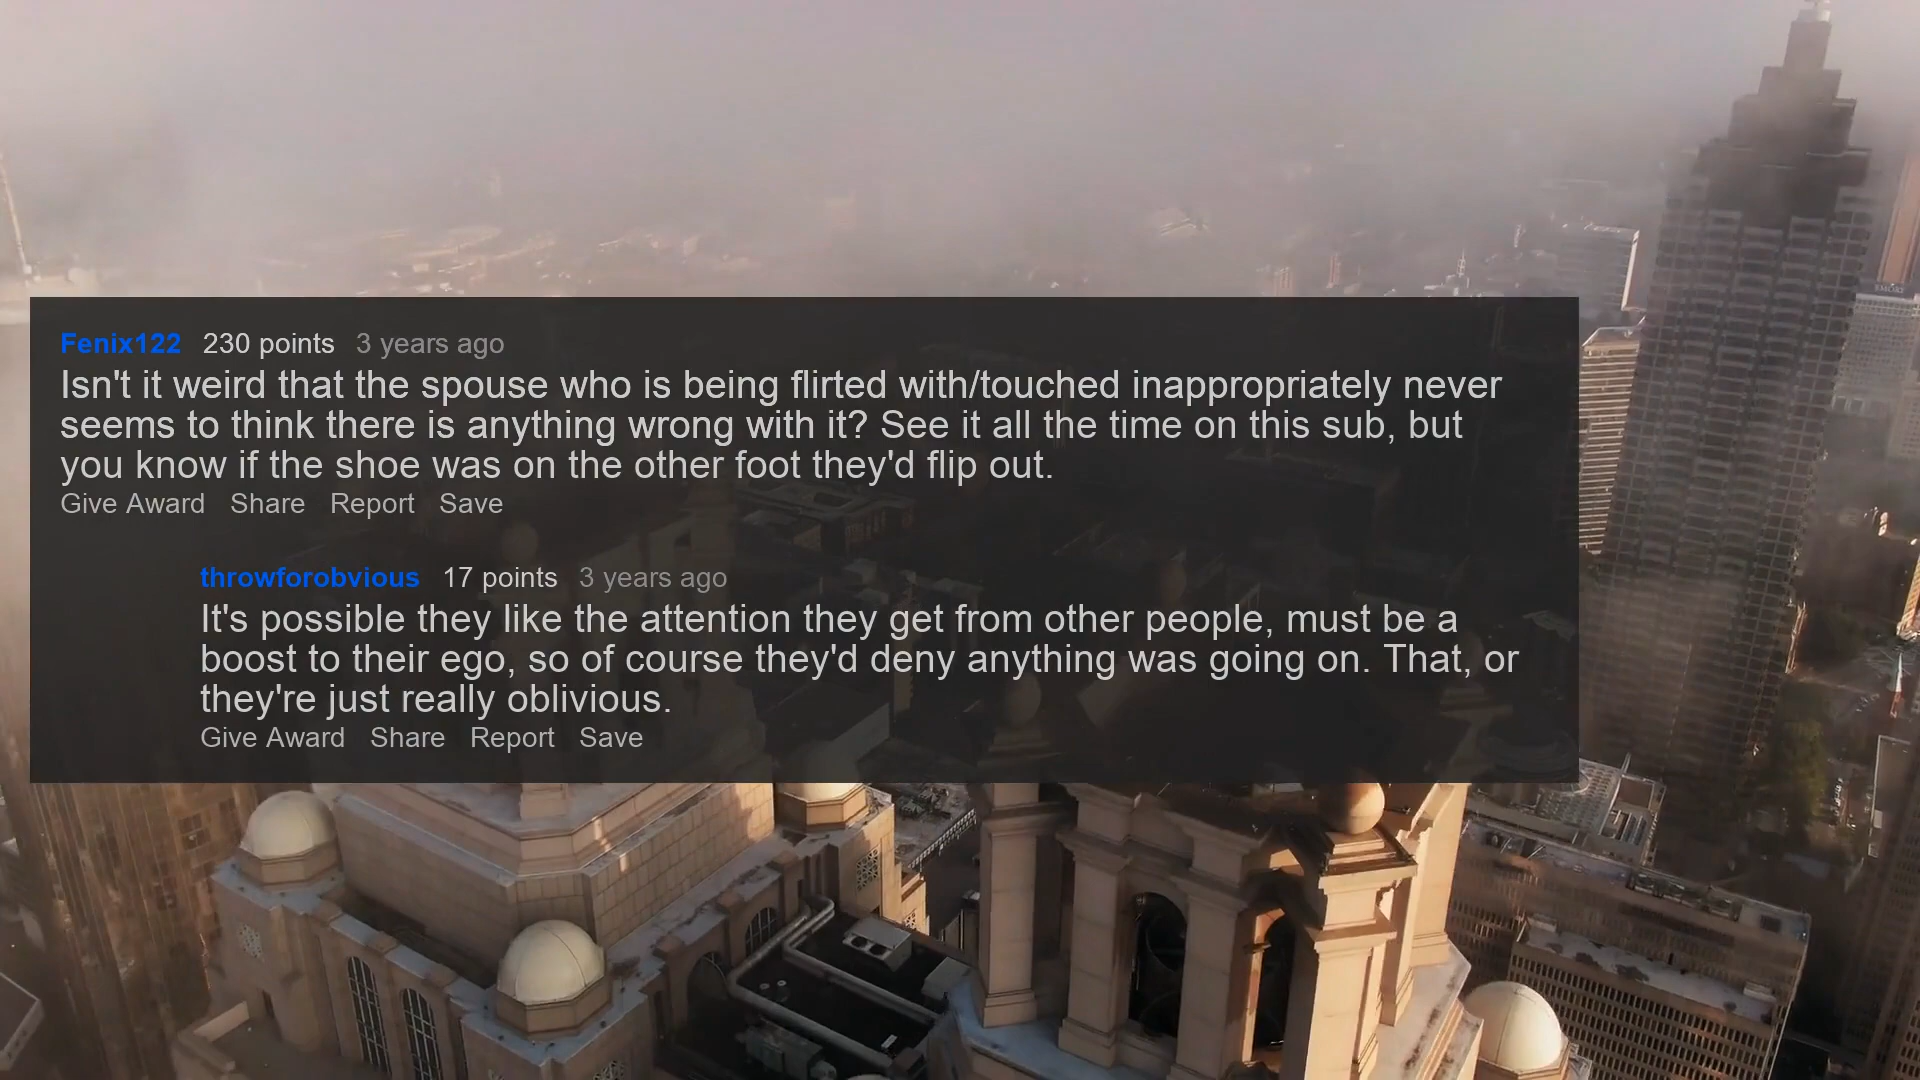 Fenix122 230 points 3 years ago
Isn't it weird that the spouse who is being flirted with/touched inappropriately never
seems to think there is anything wrong with it? See it all the time on this sub, but
you know if the shoe was on the other foot they'd flip out.
Give Award Share Report Save
throwforobvious 17 points 3 years ago
It's possible they like the attention they get from other people, must be a
boost to their ego, so of course they'd deny anything was going on. That, or
they're just really oblivious.
Give Award Share Report Save